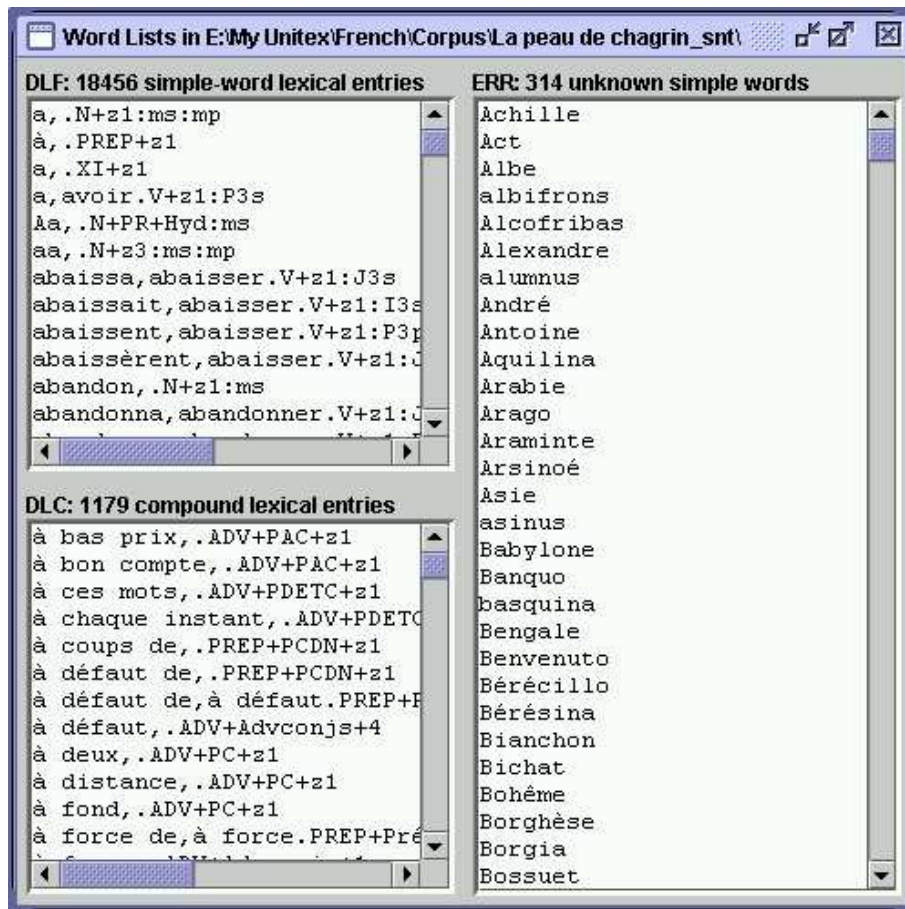 Word Lists in E:\My Unitex\French\Corpus\La peau de chagrin_snt\
DLF: 18456 simple-word lexical entries
a,.N+z1:ms:mp
à,.PREP+z1
a,.XI+z1
a,avoir.V+z1:P3s
Aa,.N+PR+Hyd:ms
aa,.N+z3:ms:mp
abaissa,abaisser.V+z1:J3s
abaissait,abaisser.V+z1:I3s
abaissent,abaisser.V+z1:P3p
abaissèrent,abaisser.V+z1:J
abandon,.N+z1:ms
abandonna,abandonner.V+z1:J
DLC: 1179 compound lexical entries
à bas prix,.ADV+PAC+z1
à bon compte,.ADV+PAC+z1
à ces mots,.ADV+PDETC+z1
à chaque instant,.ADV+PDETC
à coups de,.PREP+PCDN+z1
à défaut de,.PREP+PCDN+z1
à défaut de,à défaut.PREP+P
à défaut,.ADV+Advconjs+4
à deux,.ADV+PC+z1
à distance,.ADV+PC+z1
à fond,.ADV+PC+z1
à force de,à force.PREP+Pré
ERR: 314 unknown simple words
Achille
Act
Albe
albifrons
Alcofribas
Alexandre
alumnus
André
Antoine
Aquilina
Arabie
Arago
Araminte
Arsinoé
Asie
asinus
Babylone
Banquo
basquina
Bengale
Benvenuto
Bérécillo
Bérésina
Bianchon
Bichat
Bohême
Borghèse
Borgia
Bossuet